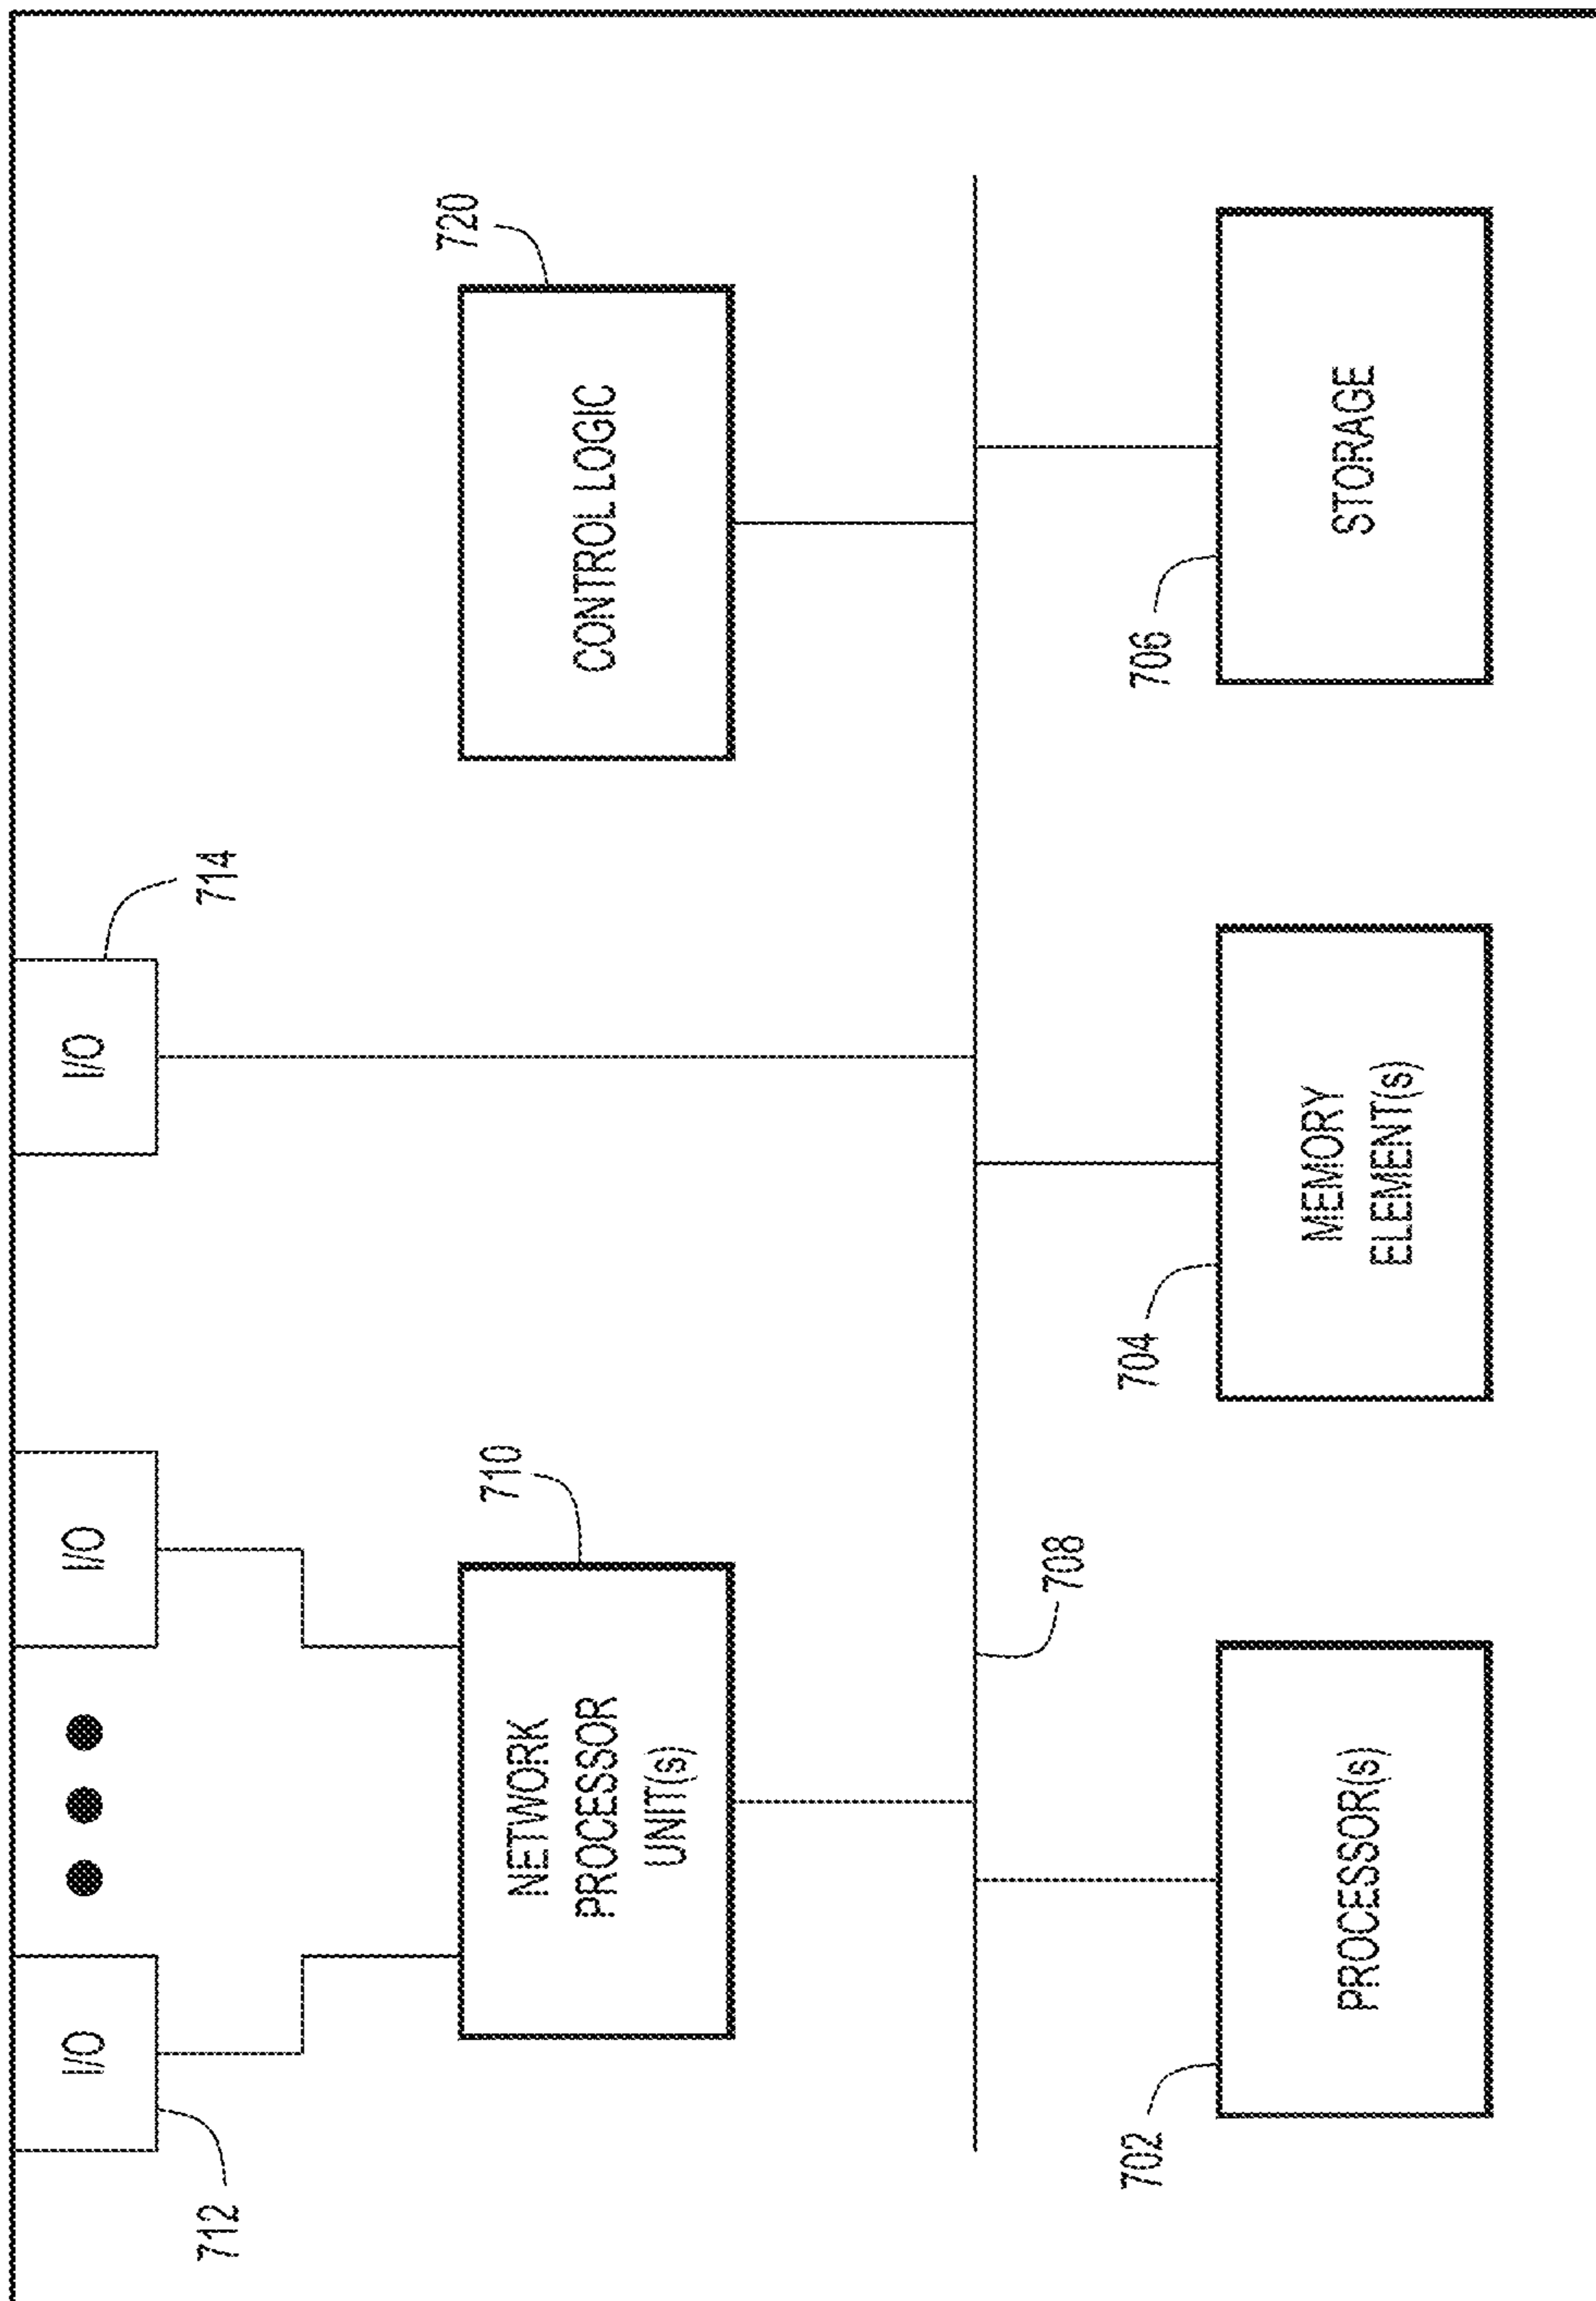 I/O
I/O
I/O
712
714
NETWORK
PROCESSOR
UNIT(s)
710
CONTROL LOGIC
720
708
PROCESSOR(s)
702
MEMORY
ELEMENT(s)
704
STORAGE
706